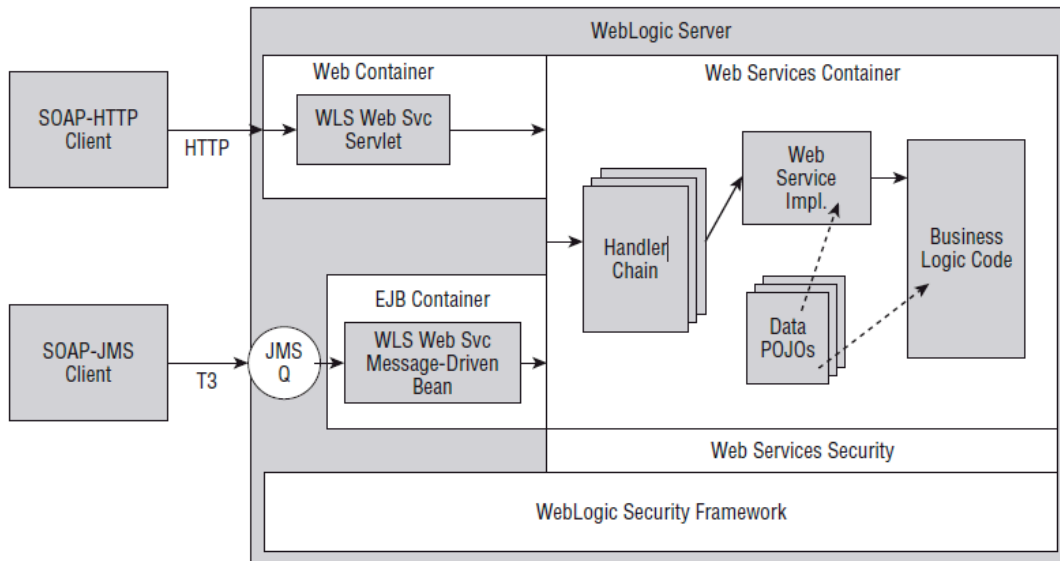 WebLogic Server
Web Container
Web Services Container
SOAP-HTTP
Client
HTTP
WLS Web Svc
Servlet
Web
Service
Impl.
Handler
Chain
Business
Logic Code
EJB Container
SOAP-JMS
Client
T3
JMS
Q
WLS Web Svc
Message-Driven
Bean
Data
POJOs
Web Services Security
WebLogic Security Framework